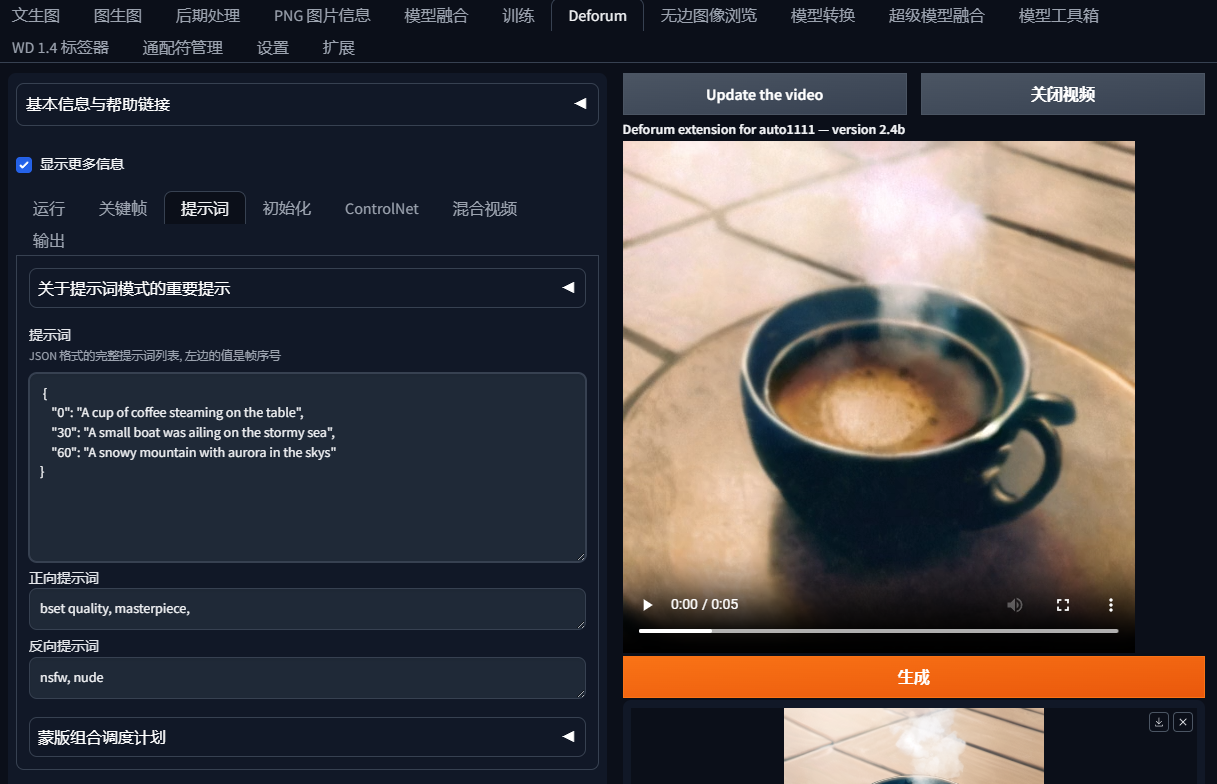 文生图 图生图 后期处理 PNG 图片信息 模型融合 训练 Deforum 无边图像浏览 模型转换 超级模型融合 模型工具箱
WD 1.4 标签器 通配符管理 设置 扩展
基本信息与帮助链接
显示更多信息
运行 关键帧 提示词 初始化 ControlNet 混合视频
输出
关于提示词模式的重要提示
提示词
JSON 格式的完整提示词列表, 左边的值是帧序号
{
"0": "A cup of coffee steaming on the table",
"30": "A small boat was ailing on the stormy sea",
"60": "A snowy mountain with aurora in the skys"
}
正向提示词
bset quality, masterpiece,
反向提示词
nsfw, nude
蒙版组合调度计划
Update the video 关闭视频
Deforum extension for auto1111 — version 2.4b
0:00 / 0:05
生成